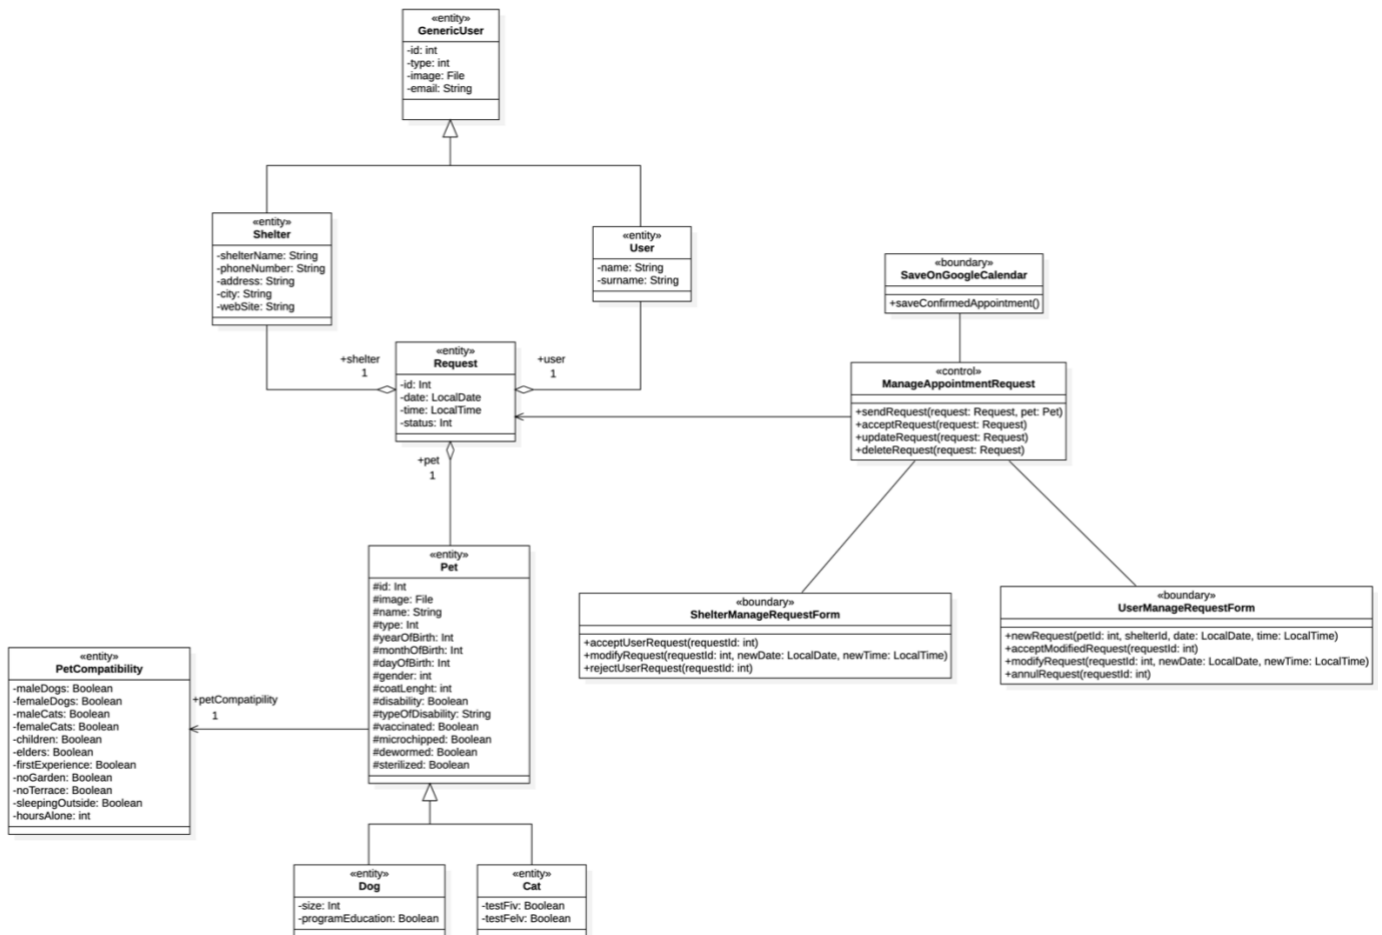 «entity»
GenericUser
-id: int
-type: int
-image: File
-email: String
«entity»
Shelter
-shelterName: String
-phoneNumber: String
-address: String
-city: String
-webSite: String
«entity»
User
-name: String
-surname: String
«boundary»
SaveOnGoogleCalendar
+saveConfirmedAppointment()
+shelter
1
«entity»
Request
-id: Int
-date: LocalDate
-time: LocalTime
-status: Int
+user
1
«control»
ManageAppointmentRequest
+sendRequest(request: Request, pet: Pet)
+acceptRequest(request: Request)
+updateRequest(request: Request)
+deleteRequest(request: Request)
+pet
1
«entity»
Pet
#id: Int
#image: File
#name: String
#type: Int
#yearOfBirth: Int
#monthOfBirth: Int
#dayOfBirth: Int
#gender: int
#coatLenght: int
#disability: Boolean
#typeOfDisability: String
#vaccinated: Boolean
#microchipped: Boolean
#dewormed: Boolean
#sterilized: Boolean
«boundary»
ShelterManageRequestForm
+acceptUserRequest(requestId: int)
+modifyRequest(requestId: int, newDate: LocalDate, newTime: LocalTime)
+rejectUserRequest(requestId: int)
«boundary»
UserManageRequestForm
+newRequest(petId: int, shelterId, date: LocalDate, time: LocalTime)
+acceptModifiedRequest(requestId: int)
+modifyRequest(requestId: int, newDate: LocalDate, newTime: LocalTime)
+annulRequest(requestId: int)
«entity»
PetCompatibility
-maleDogs: Boolean
-femaleDogs: Boolean
-maleCats: Boolean
-femaleCats: Boolean
-children: Boolean
-elders: Boolean
-firstExperience: Boolean
-noGarden: Boolean
-noTerrace: Boolean
-sleepingOutside: Boolean
-hoursAlone: int
+petCompatipility
1
«entity»
Dog
-size: Int
-programEducation: Boolean
«entity»
Cat
-testFiv: Boolean
-testFelv: Boolean